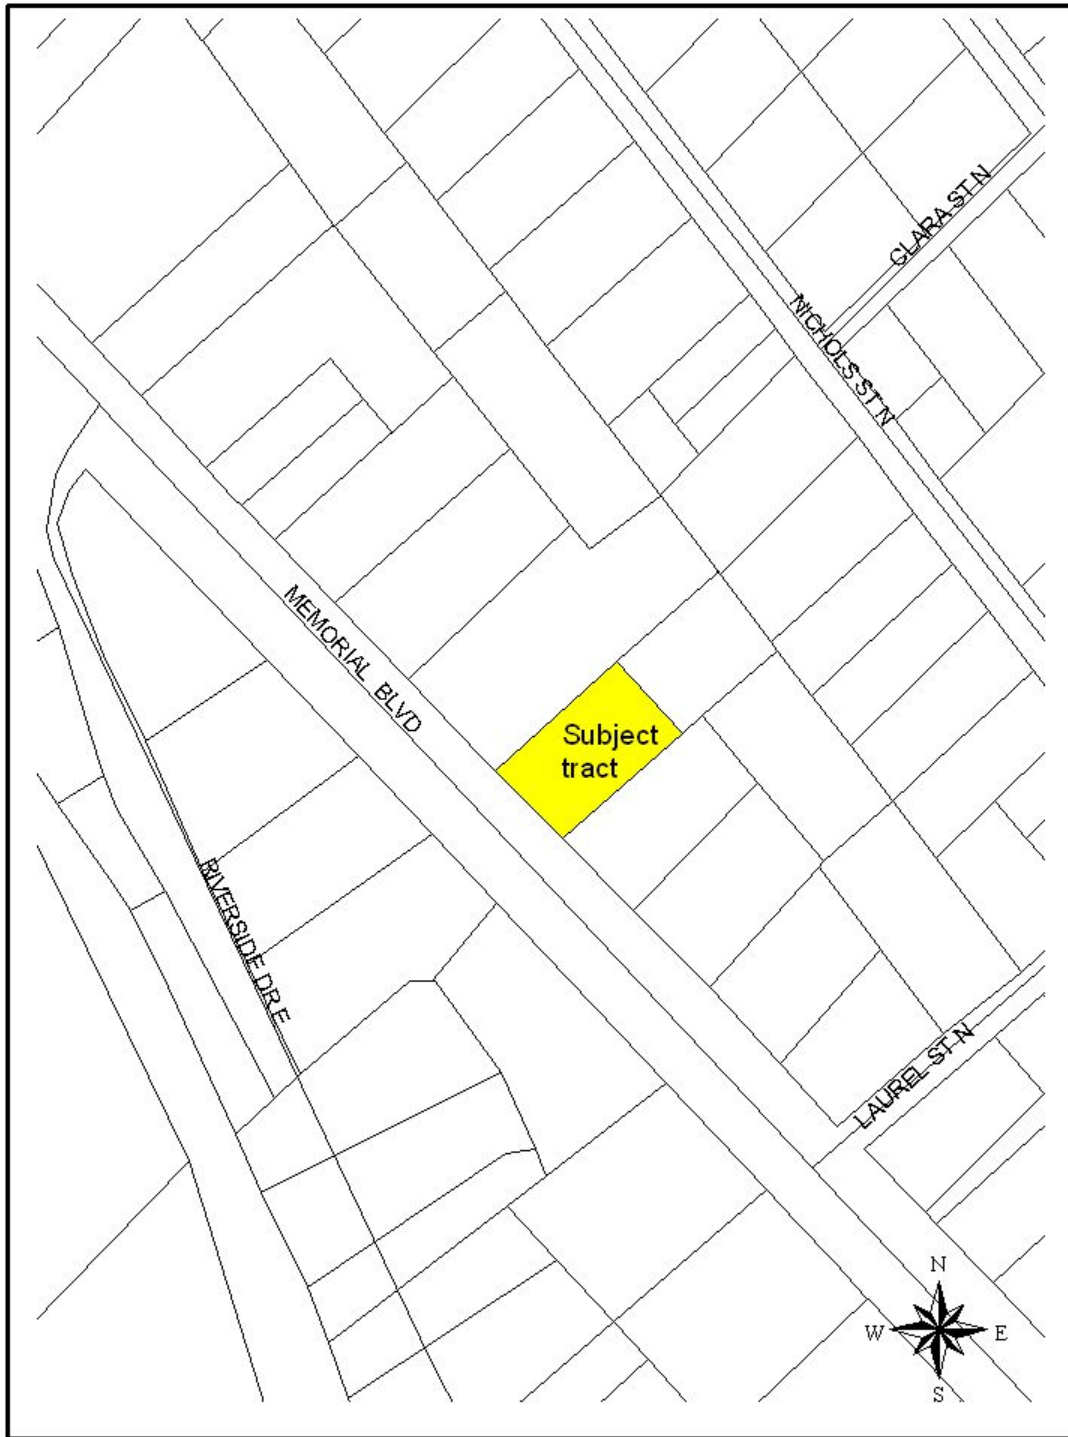 CLARA ST N
NICHOLS ST N
MEMORIAL BLVD
Subject
tract
RIVERSIDE DR E
LAUREL ST N
N
W E
S